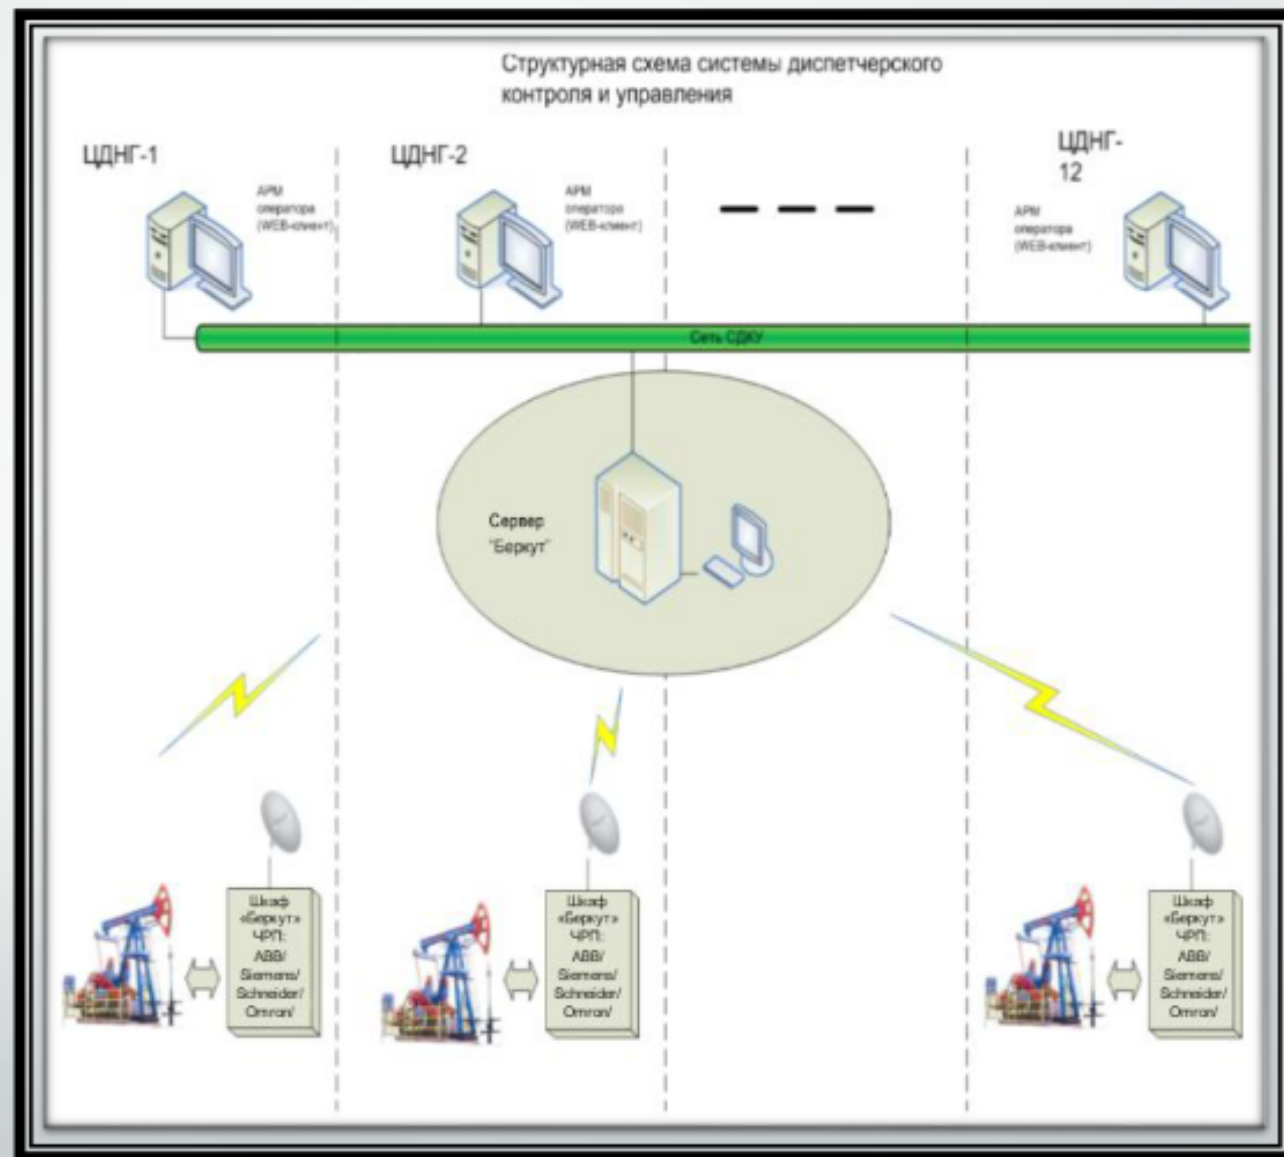 Структурная схема системы диспетчерского
контроля и управления
ЦДНГ-1
АРМ
оператора
(WEB-клиент)
ЦДНГ-2
АРМ
оператора
(WEB-клиент)
ЦДНГ-
12
АРМ
оператора
(WEB-клиент)
Сеть СДКУ
Сервер
"Беркут"
Шкаф
«Беркут»
ЧРП:
ABB/
Siemens/
Schneider/
Omron/
Шкаф
«Беркут»
ЧРП:
ABB/
Siemens/
Schneider/
Omron/
Шкаф
«Беркут»
ЧРП:
ABB/
Siemens/
Schneider/
Omron/